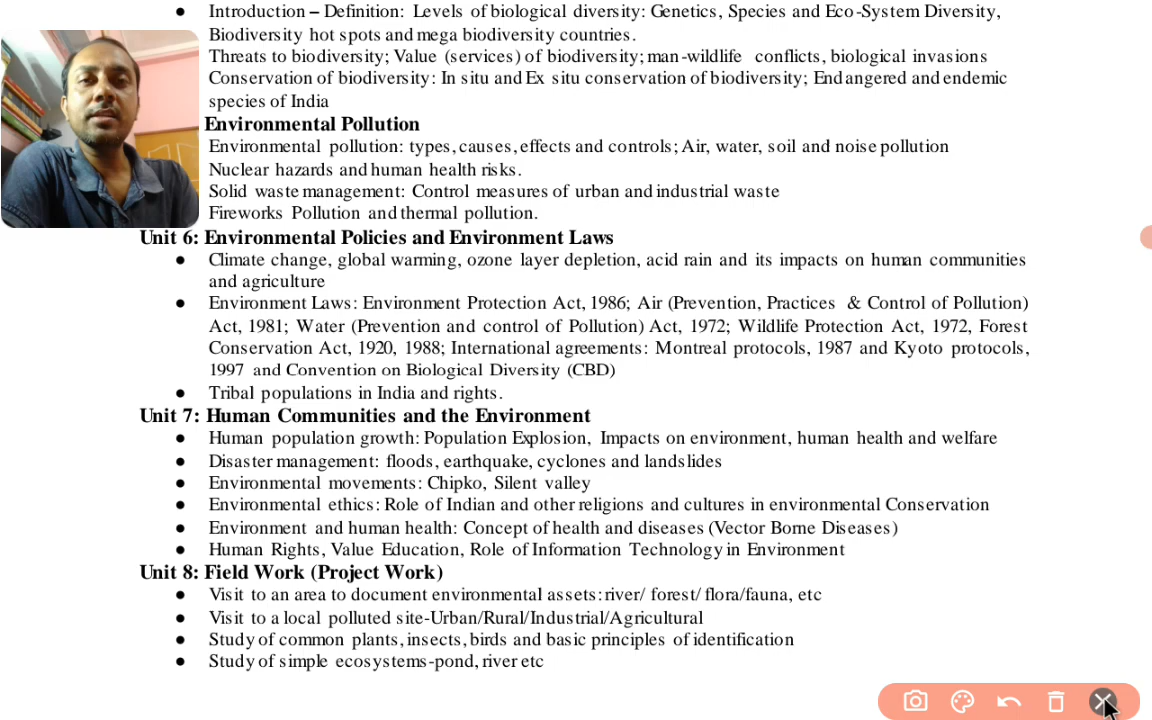 ● Introduction – Definition: Levels of biological diversity: Genetics, Species and Eco-System Diversity,
Biodiversity hot spots and mega biodiversity countries.
Threats to biodiversity; Value (services) of biodiversity; man-wildlife conflicts, biological invasions
Conservation of biodiversity: In situ and Ex situ conservation of biodiversity; Endangered and endemic
species of India
Environmental Pollution
Environmental pollution: types, causes, effects and controls; Air, water, soil and noise pollution
Nuclear hazards and human health risks.
Solid waste management: Control measures of urban and industrial waste
Fireworks Pollution and thermal pollution.
Unit 6: Environmental Policies and Environment Laws
● Climate change, global warming, ozone layer depletion, acid rain and its impacts on human communities
and agriculture
● Environment Laws: Environment Protection Act, 1986; Air (Prevention, Practices & Control of Pollution)
Act, 1981; Water (Prevention and control of Pollution) Act, 1972; Wildlife Protection Act, 1972, Forest
Conservation Act, 1920, 1988; International agreements: Montreal protocols, 1987 and Kyoto protocols,
1997 and Convention on Biological Diversity (CBD)
● Tribal populations in India and rights.
Unit 7: Human Communities and the Environment
● Human population growth: Population Explosion, Impacts on environment, human health and welfare
● Disaster management: floods, earthquake, cyclones and landslides
● Environmental movements: Chipko, Silent valley
● Environmental ethics: Role of Indian and other religions and cultures in environmental Conservation
● Environment and human health: Concept of health and diseases (Vector Borne Diseases)
● Human Rights, Value Education, Role of Information Technology in Environment
Unit 8: Field Work (Project Work)
● Visit to an area to document environmental assets: river/ forest/ flora/fauna, etc
● Visit to a local polluted site-Urban/Rural/Industrial/Agricultural
● Study of common plants, insects, birds and basic principles of identification
● Study of simple ecosystems-pond, river etc